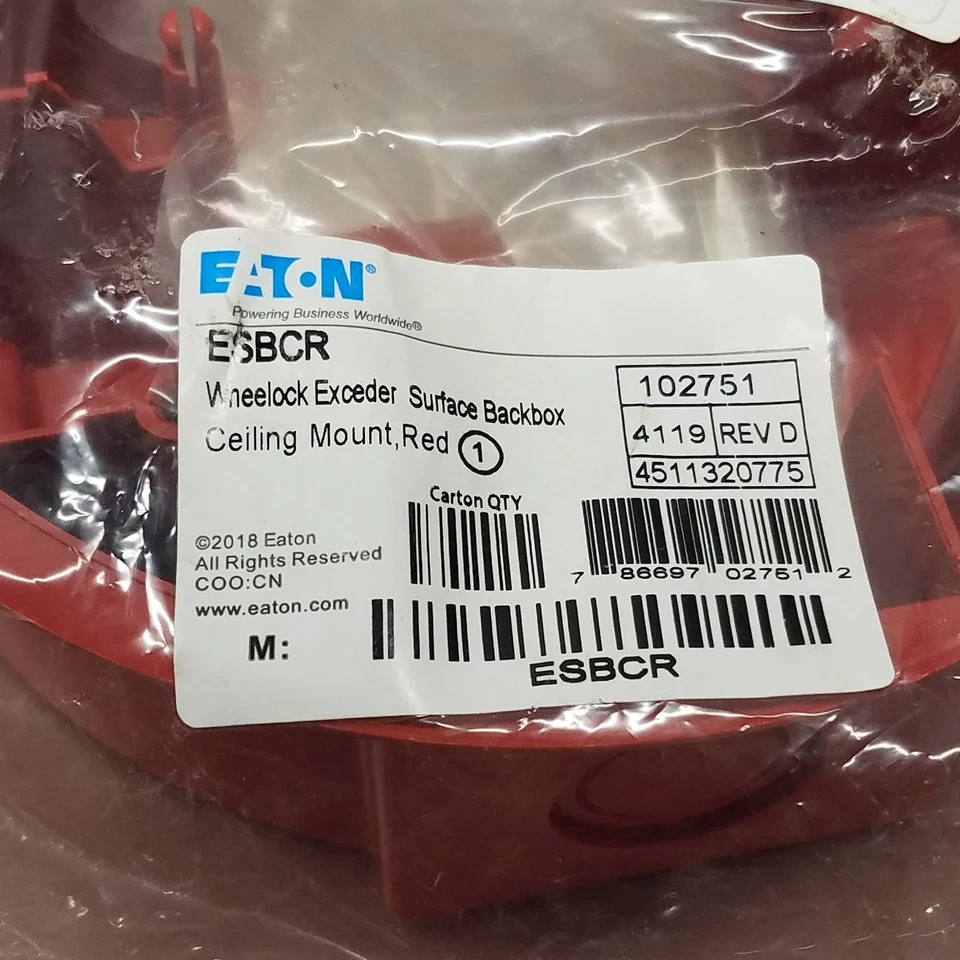 EATON®
Powering Business Worldwide®
ESBCR
Wheelock Exceder Surface Backbox
Ceiling Mount,Red 1
102751
4119 REV D
4511320775
Carton QTY
©2018 Eaton
All Rights Reserved
COO:CN
www.eaton.com
7 86697 02751 2
M:
ESBCR